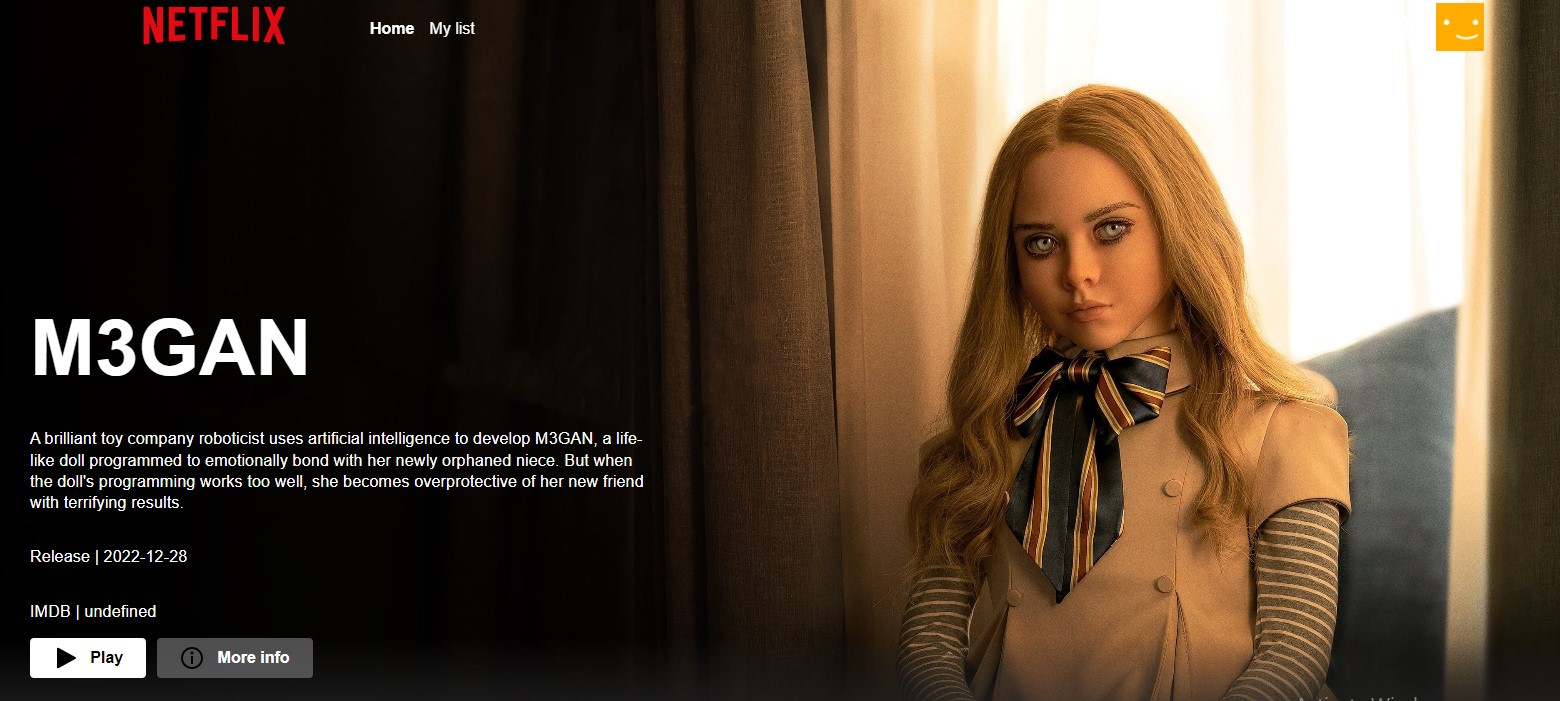 NETFLIX
Home
My list
M3GAN
A brilliant toy company roboticist uses artificial intelligence to develop M3GAN, a life-
like doll programmed to emotionally bond with her newly orphaned niece. But when
the doll's programming works too well, she becomes overprotective of her new friend
with terrifying results.
Release | 2022-12-28
IMDB | undefined
Play
More info